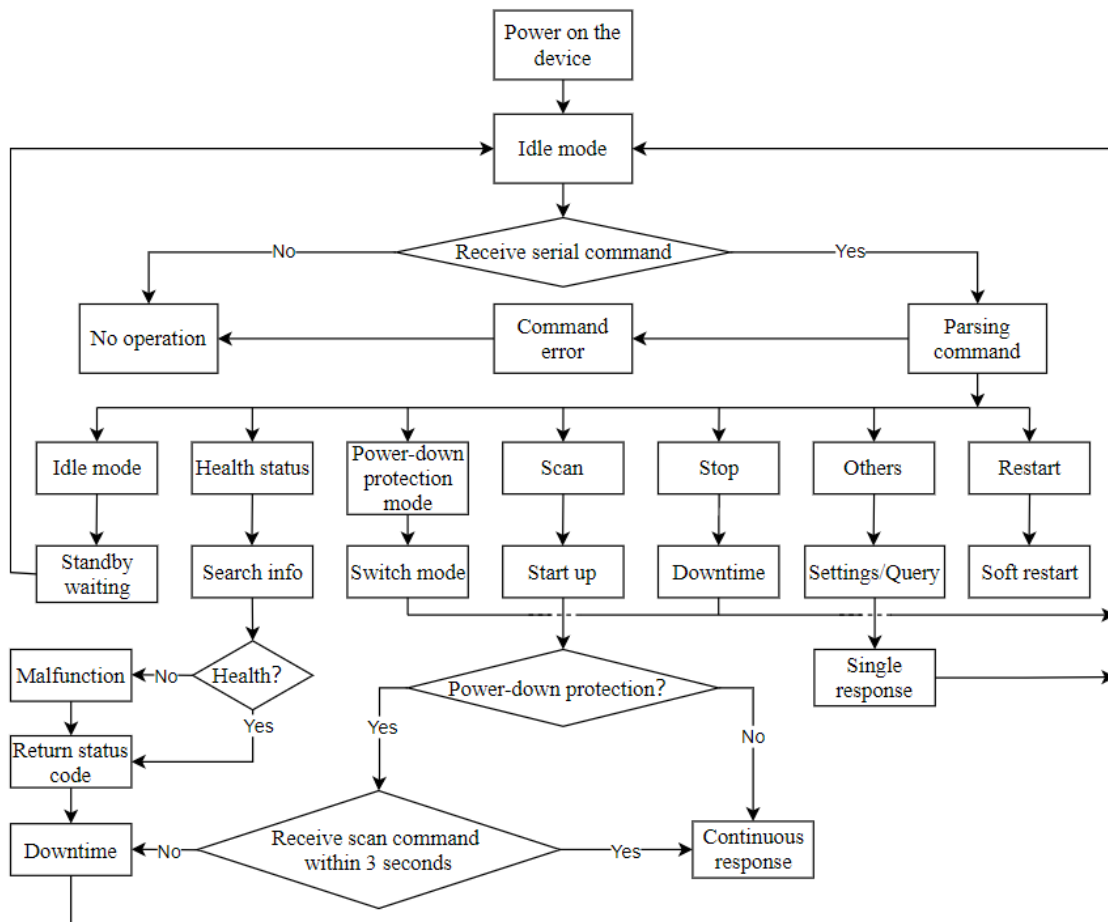 Power on the
device
Idle mode
Receive serial command
No
Yes
No operation
Command
error
Parsing
command
Idle mode
Health status
Power-down
protection
mode
Scan
Stop
Others
Restart
Standby
waiting
Search info
Switch mode
Start up
Downtime
Settings/Query
Soft restart
Malfunction
No
Health?
Yes
Return status
code
Power-down protection?
Single
response
Yes
No
Downtime
No
Receive scan command
within 3 seconds
Yes
Continuous
response